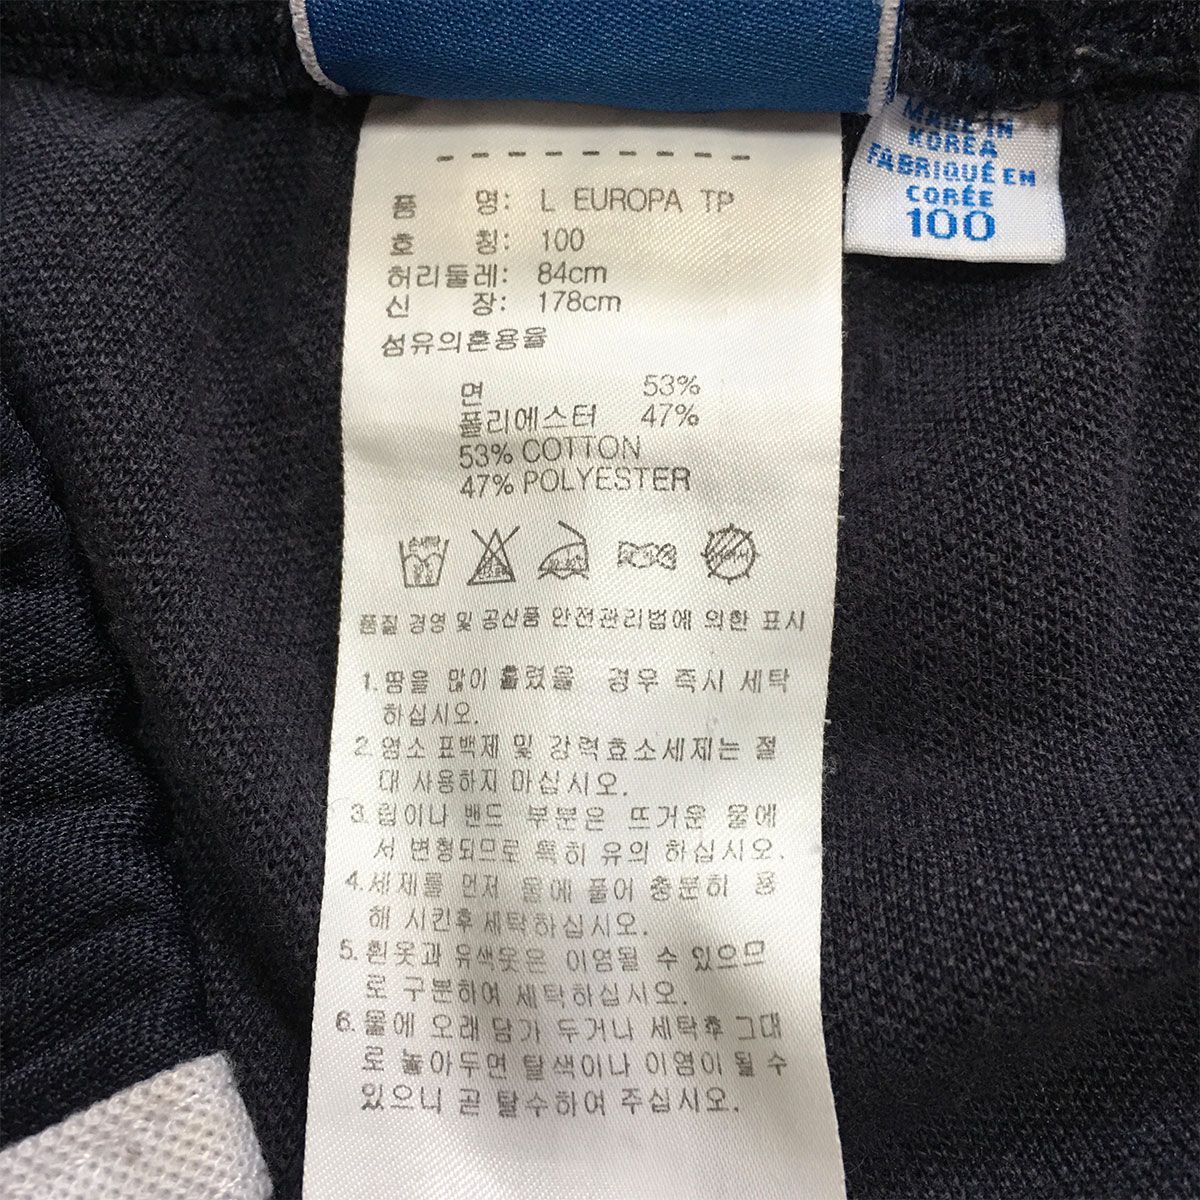 MADE IN
KOREA
FABRIQUÉ EN
CORÉE
100
품 명: L EUROPA TP
호 칭: 100
허리둘레: 84cm
신 장: 178cm
섬유의혼용율
면 53%
폴리에스터 47%
53% COTTON
47% POLYESTER
품질 경영 및 공산품 안전관리법에 의한 표시
1. 땀을 많이 흘렸을 경우 즉시 세탁
하십시오.
2. 염소 표백제 및 강력효소세제는 절
대 사용하지 마십시오.
3. 립이나 밴드 부분은 뜨거운 물에
서 변형되므로 특히 유의 하십시오.
4. 세제를 먼저 물에 풀어 충분히 용
해 시킨후 세탁하십시오.
5. 흰옷과 유색옷은 이염될 수 있으므
로 구분하여 세탁하십시오.
6. 물에 오래 담가 두거나 세탁후 그대
로 놓아두면 탈색이나 이염이 될 수
있으니 곧 탈수하여 주십시오.